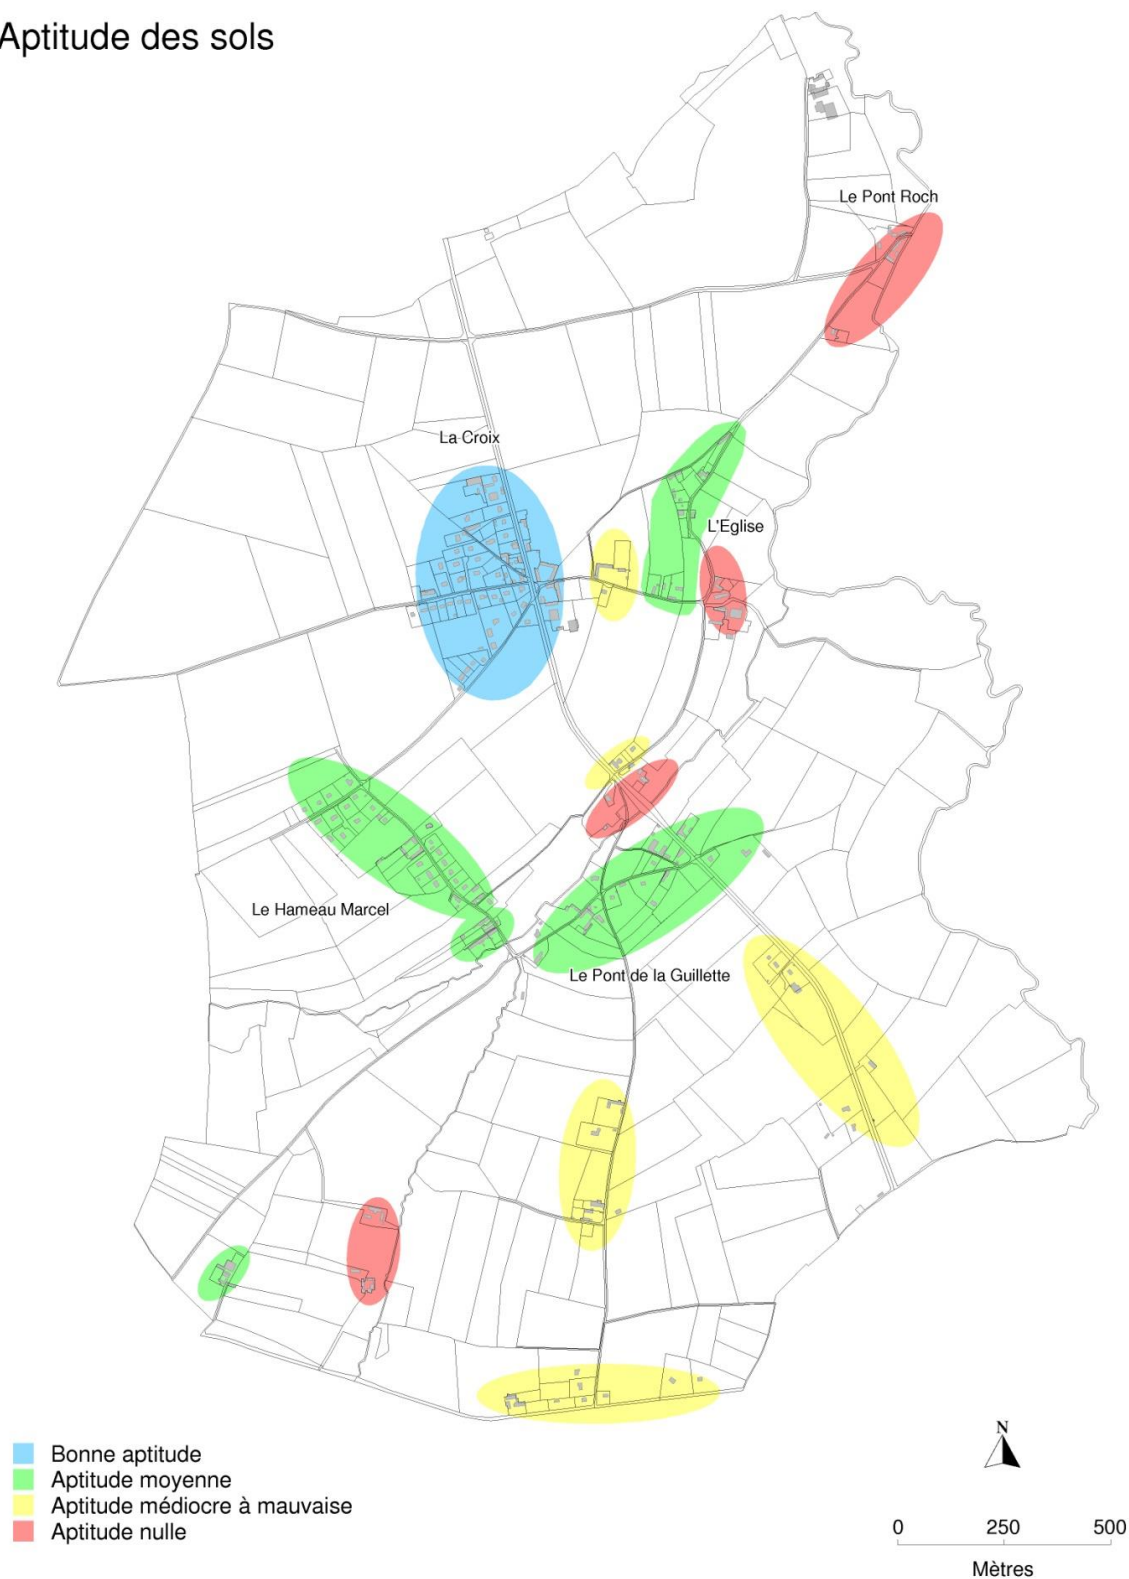 Aptitude des sols
Le Pont Roch
La Croix
L'Eglise
Le Hameau Marcel
Le Pont de la Guillette
Bonne aptitude
Aptitude moyenne
Aptitude médiocre à mauvaise
Aptitude nulle
N
0 250 500
Mètres